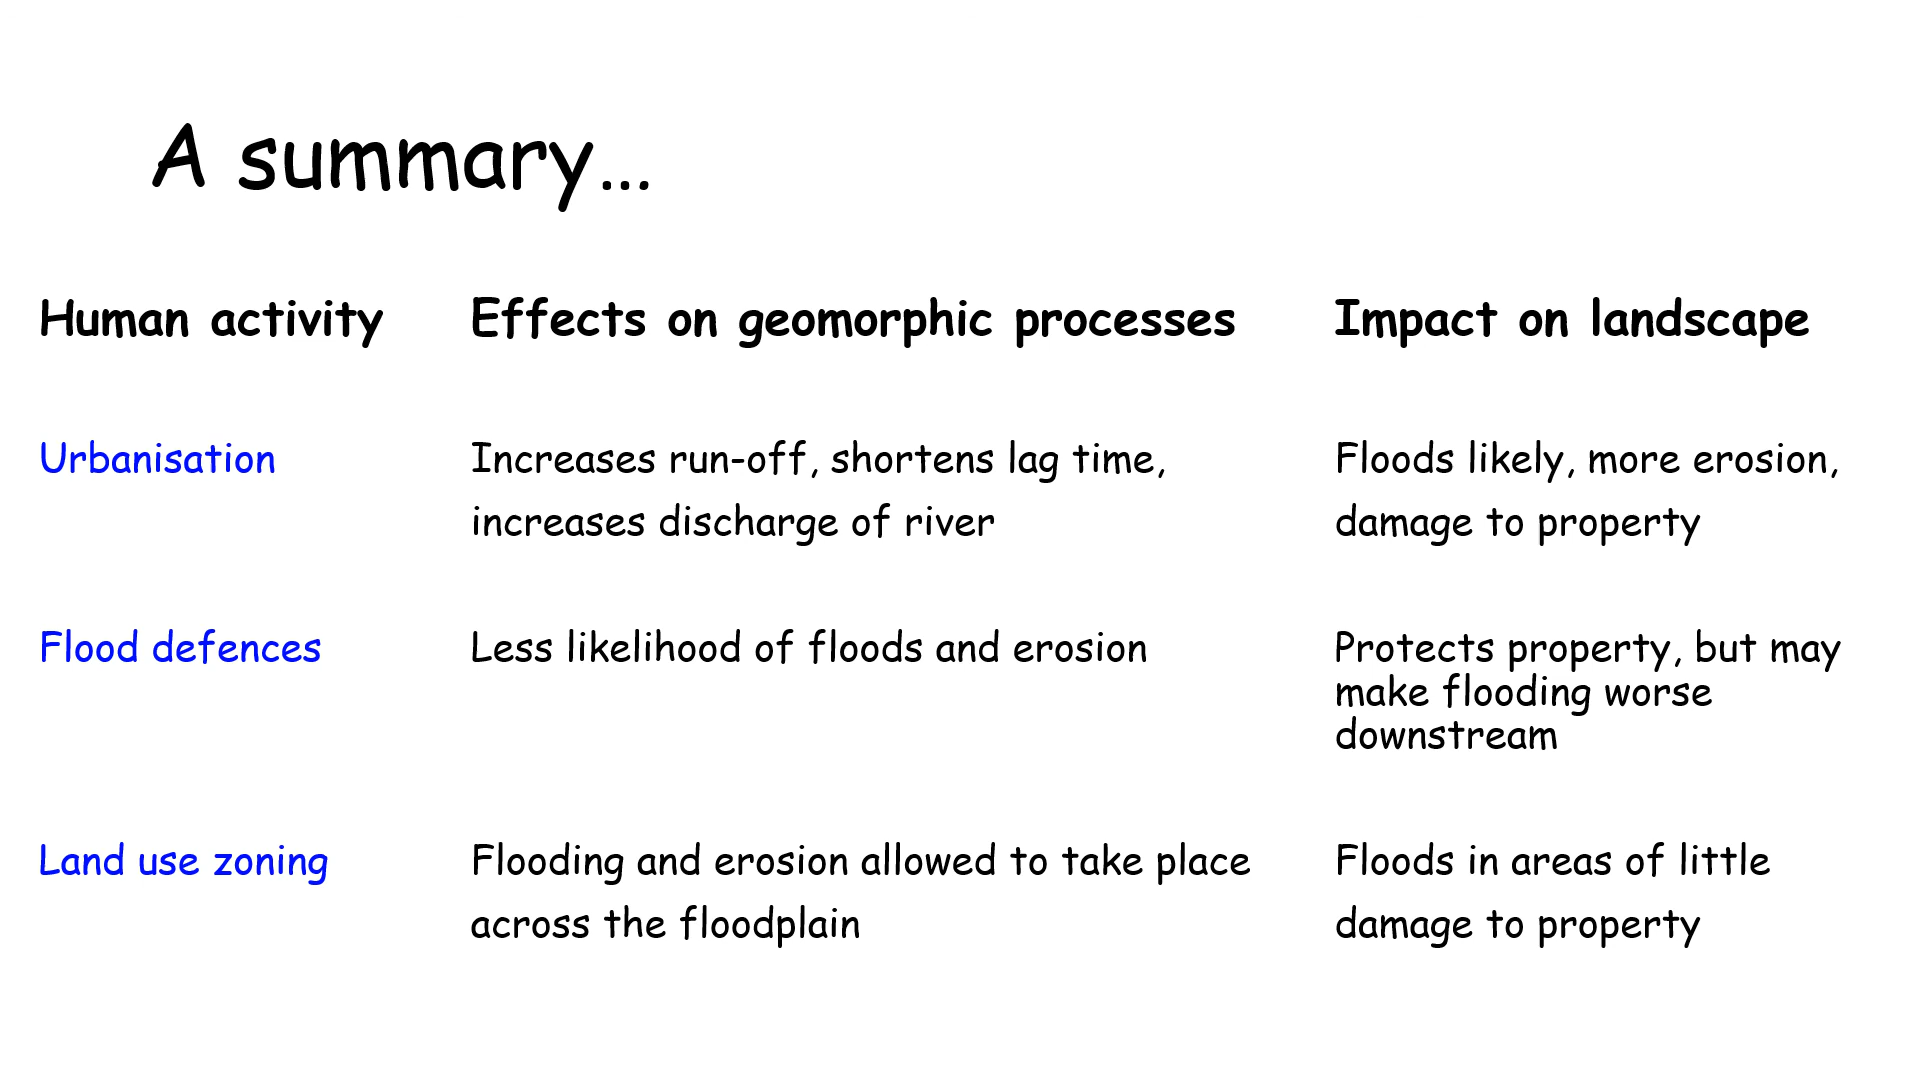 A summary…
Human activity
Effects on geomorphic processes
Impact on landscape
Urbanisation
Increases run-off, shortens lag time,
increases discharge of river
Floods likely, more erosion,
damage to property
Flood defences
Less likelihood of floods and erosion
Protects property, but may
make flooding worse
downstream
Land use zoning
Flooding and erosion allowed to take place
across the floodplain
Floods in areas of little
damage to property